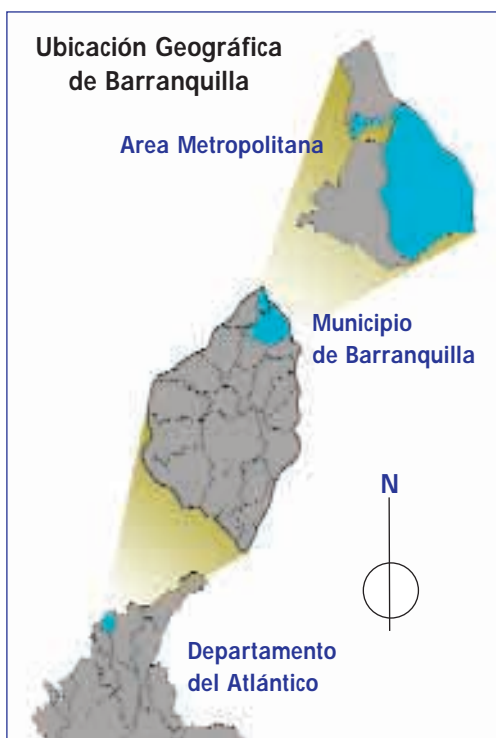 Ubicación Geográfica
de Barranquilla
Area Metropolitana
Municipio
de Barranquilla
N
Departamento
del Atlántico